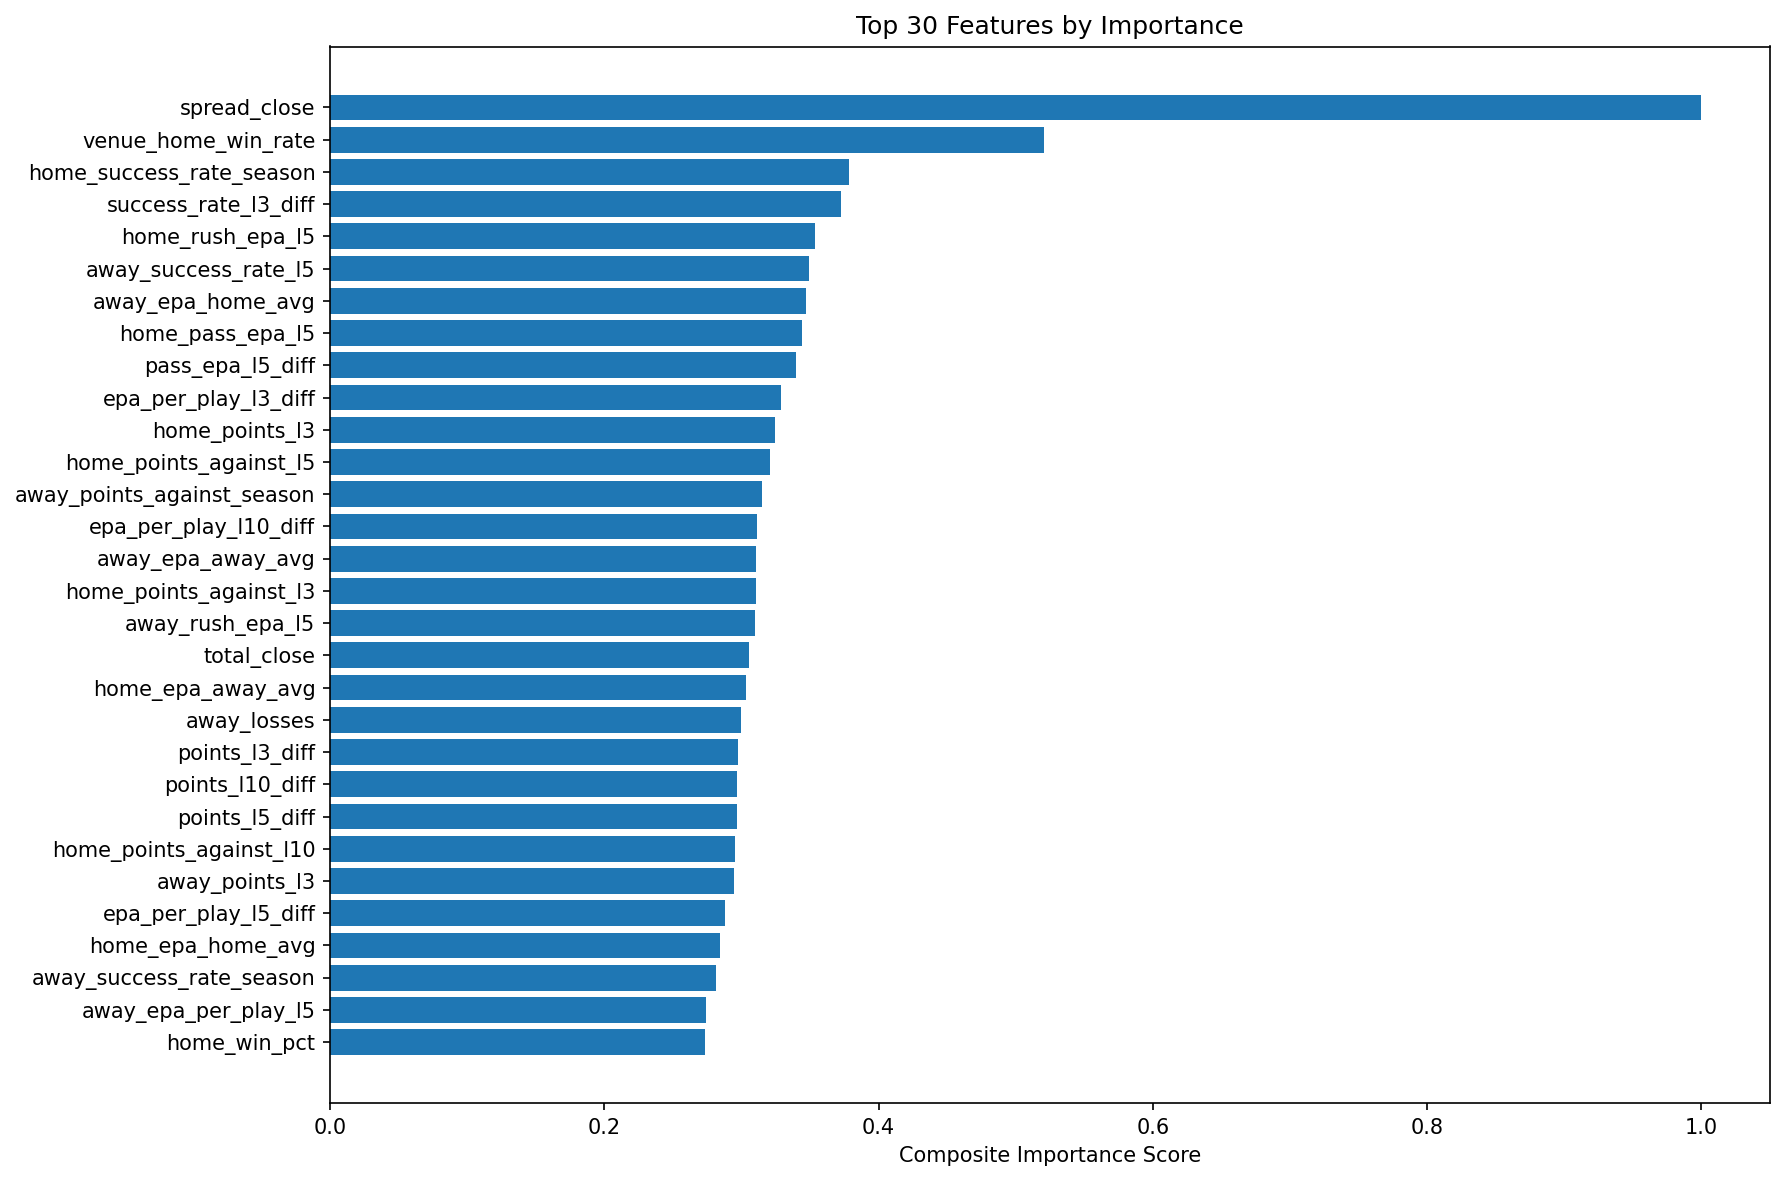 Top 30 Features by Importance
spread_close
venue_home_win_rate
home_success_rate_season
success_rate_l3_diff
home_rush_epa_l5
away_success_rate_l5
away_epa_home_avg
home_pass_epa_l5
pass_epa_l5_diff
epa_per_play_l3_diff
home_points_l3
home_points_against_l5
away_points_against_season
epa_per_play_l10_diff
away_epa_away_avg
home_points_against_l3
away_rush_epa_l5
total_close
home_epa_away_avg
away_losses
points_l3_diff
points_l10_diff
points_l5_diff
home_points_against_l10
away_points_l3
epa_per_play_l5_diff
home_epa_home_avg
away_success_rate_season
away_epa_per_play_l5
home_win_pct
0.0 0.2 0.4 0.6 0.8 1.0
Composite Importance Score